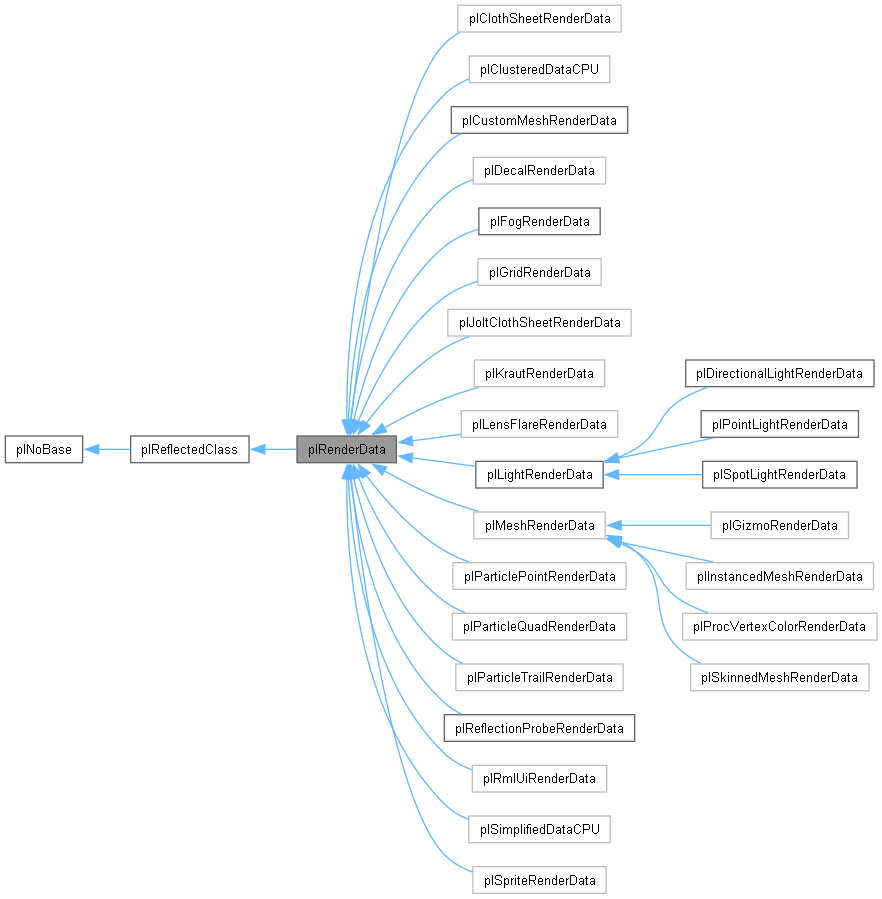 plClothSheetRenderData
plClusteredDataCPU
plCustomMeshRenderData
plDecalRenderData
plFogRenderData
plGridRenderData
plJoltClothSheetRenderData
plKrautRenderData
plDirectionalLightRenderData
plLensFlareRenderData
plPointLightRenderData
plNoBase
plReflectedClass
plRenderData
plLightRenderData
plSpotLightRenderData
plMeshRenderData
plGizmoRenderData
plParticlePointRenderData
plInstancedMeshRenderData
plParticleQuadRenderData
plProcVertexColorRenderData
plParticleTrailRenderData
plSkinnedMeshRenderData
plReflectionProbeRenderData
plRmlUiRenderData
plSimplifiedDataCPU
plSpriteRenderData